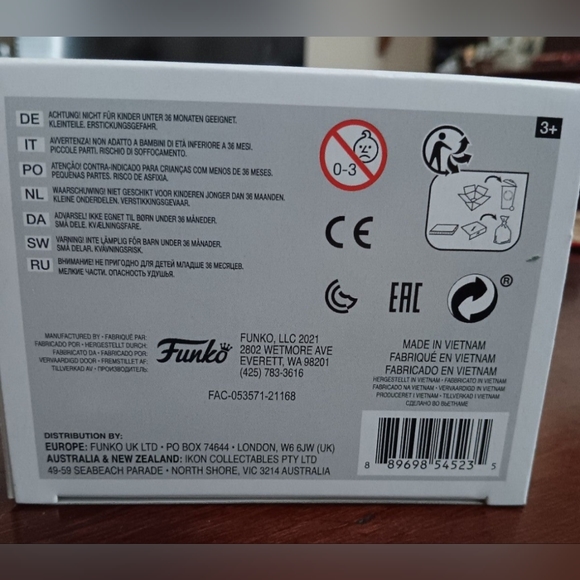 DE ACHTUNG! NICHT FÜR KINDER UNTER 36 MONATEN GEEIGNET.
KLEINTEILE. ERSTICKUNGSGEFAHR.
IT AVVERTENZA! NON ADATTO A BAMBINI DI ETÀ INFERIORE A 36 MESI.
PICCOLE PARTI. RISCHIO DI SOFFOCAMENTO.
PO ATENÇÃO! CONTRA-INDICADO PARA CRIANÇAS COM MENOS DE 36 MESES.
PEQUENAS PARTES. RISCO DE ASFIGA.
NL WAARSCHUWING! NIET GESCHIKT VOOR KINDEREN JONGER DAN 36 MAANDEN.
KLEINE ONDERDELEN. VERSTIKKINGSGEVAAR.
DA ADVARSEL! IKKE EGNET TIL BØRN UNDER 36 MÅNEDER.
SMÅ DELE. KVÆLNINGSFARE.
SW VARNING! INTE LÄMPLIG FÖR BARN UNDER 36 MÅNADER.
SMÅ DELAR. KVÄVNINGSRISK.
RU ВНИМАНИЕ! НЕ ПРИГОДНО ДЛЯ ДЕТЕЙ МЛАДШЕ 36 МЕСЯЦЕВ.
МЕЛКИЕ ЧАСТИ. ОПАСНОСТЬ УДУШЬЯ.
0-3
3+
CE
EAC
®
MANUFACTURED BY • FABRIQUÉ PAR
FABRICADO POR • HERGESTELLT DURCH
FABBRICATO DA • FABRICADO POR
VERVAARDIGD DOOR • FREMSTILLET AF
TILLVERKAD AV • ПРОИЗВОДИТЕЛЬ:
Funko
FUNKO, LLC 2021
2802 WETMORE AVE
EVERETT, WA 98201
(425) 783-3616
FAC-053571-21168
MADE IN VIETNAM
FABRIQUÉ EN VIETNAM
FABRICADO EN VIETNAM
HERGESTELLT IN VIETNAM • FABBRICATO IN VIETNAM
FABRICADO NA VIETNAM • VERVAARDIGD IN VIETNAM
PRODUCERET I VIETNAM • TILLVERKAD I VIETNAM
СДЕЛАНО ВО ВЬЕТНАМЕ
DISTRIBUTION BY:
EUROPE: FUNKO UK LTD • PO BOX 74644 • LONDON, W6 6JW (UK)
AUSTRALIA & NEW ZEALAND: IKON COLLECTABLES PTY LTD
49-59 SEABEACH PARADE • NORTH SHORE, VIC 3214 AUSTRALIA
8 89698 54523 5